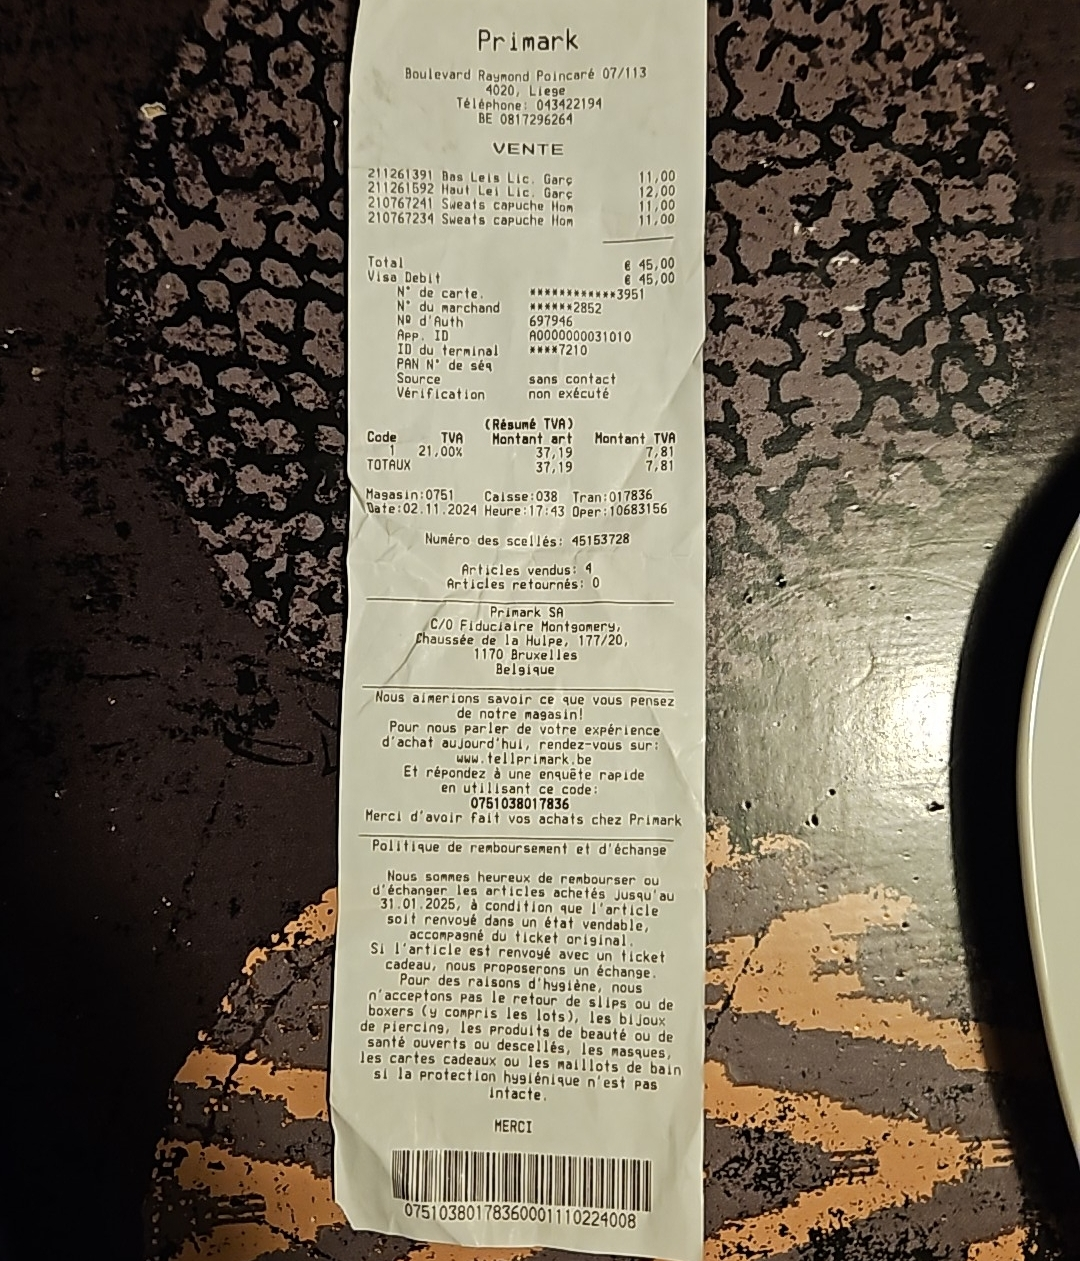 Primark
Boulevard Raymond Poincaré 07/113
4020, Liege
Téléphone: 043422194
BE 0817296264
VENTE
211261391 Bas Leis Lic. Garç 11,00
211261592 Haut Lei Lic. Garç 12,00
210767241 Sweats capuche Hom 11,00
210767234 Sweats capuche Hom 11,00
Total € 45,00
Visa Debit € 45,00
N° de carte. ************3951
N° du marchand ******2852
Nº d'Auth 697946
App. ID A0000000031010
ID du terminal ****7210
PAN N° de séq
Source sans contact
Vérification non exécuté
(Résumé TVA)
Code TVA Montant art Montant TVA
1 21,00% 37,19 7,81
TOTAUX 37,19 7,81
Magasin:0751 Caisse:038 Tran:017836
Date:02.11.2024 Heure:17:43 Oper:10683156
Numéro des scellés: 45153728
Articles vendus: 4
Articles retournés: 0
Primark SA
C/O Fiduciaire Montgomery,
Chaussée de la Hulpe, 177/20,
1170 Bruxelles
Belgique
Nous aimerions savoir ce que vous pensez
de notre magasin!
Pour nous parler de votre expérience
d'achat aujourd'hui, rendez-vous sur:
www.tellprimark.be
Et répondez à une enquête rapide
en utilisant ce code:
0751038017836
Merci d'avoir fait vos achats chez Primark
Politique de remboursement et d'échange
Nous sommes heureux de rembourser ou
d'échanger les articles achetés jusqu'au
31.01.2025, à condition que l'article
soit renvoyé dans un état vendable,
accompagné du ticket original.
Si l'article est renvoyé avec un ticket
cadeau, nous proposerons un échange.
Pour des raisons d'hygiène, nous
n'acceptons pas le retour de slips ou de
boxers (y compris les lots), les bijoux
de piercing, les produits de beauté ou de
santé ouverts ou descellés, les masques,
les cartes cadeaux ou les maillots de bain
si la protection hygiénique n'est pas
intacte.
MERCI
07510380178360001110224008